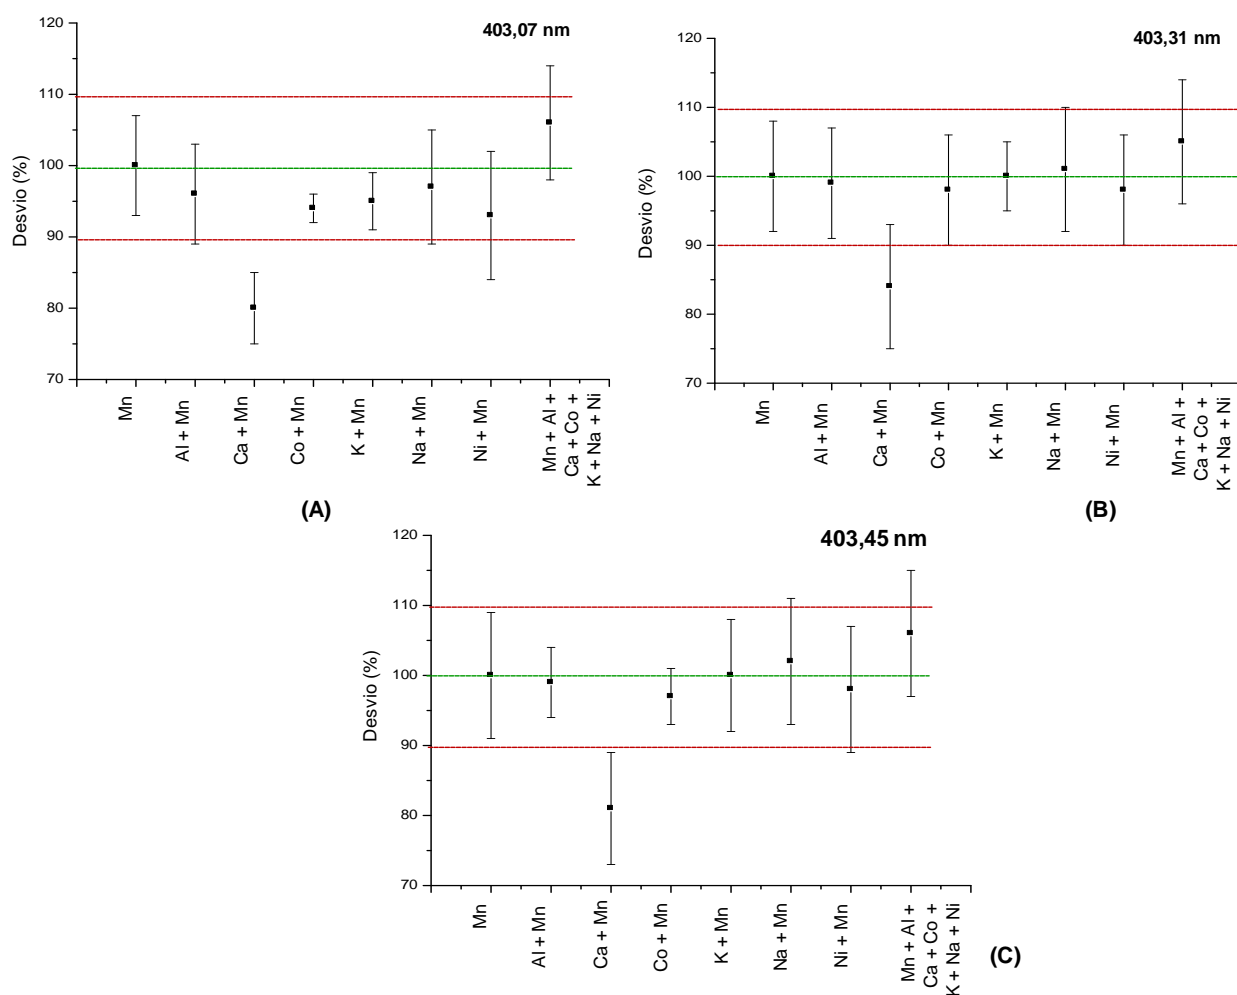 403,07 nm
Desvio (%)
120
110
100
90
80
70
Mn
Al + Mn
Ca + Mn
Co + Mn
K + Mn
Na + Mn
Ni + Mn
Mn + Al +
Ca + Co +
K + Na + Ni
(A)
403,31 nm
Desvio (%)
120
110
100
90
80
70
Mn
Al + Mn
Ca + Mn
Co + Mn
K + Mn
Na + Mn
Ni + Mn
Mn + Al +
Ca + Co +
K + Na + Ni
(B)
403,45 nm
Desvio (%)
120
110
100
90
80
70
Mn
Al + Mn
Ca + Mn
Co + Mn
K + Mn
Na + Mn
Ni + Mn
Mn + Al +
Ca + Co +
K + Na + Ni
(C)